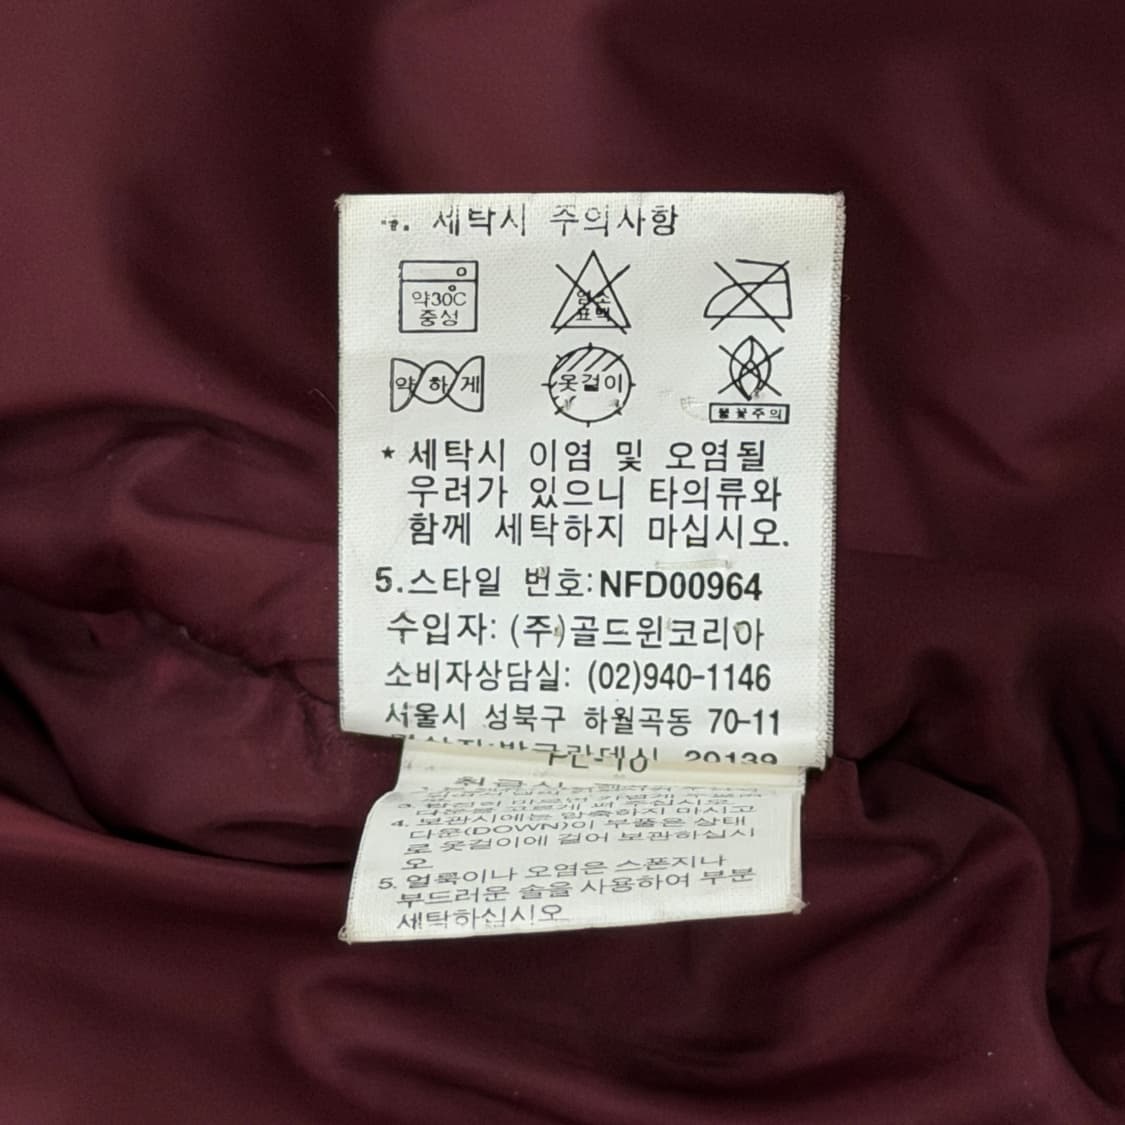 4. 세탁시 주의사항
약30C
중성
염소
표백
약하게
옷걸이
불꽃주의
* 세탁시 이염 및 오염될
우려가 있으니 타의류와
함께 세탁하지 마십시오.
5.스타일 번호:NFD00964
수입자: (주)골드윈코리아
소비자상담실: (02)940-1146
서울시 성북구 하월곡동 70-11
20139
4. 보관시에는 압축하지 마시고
다운(DOWN)이 부풀은 상태
로 옷걸이에 걸어 보관하십시
오
5. 얼룩이나 오염은 스폰지나
부드러운 솔을 사용하여 부분
세탁하십시오